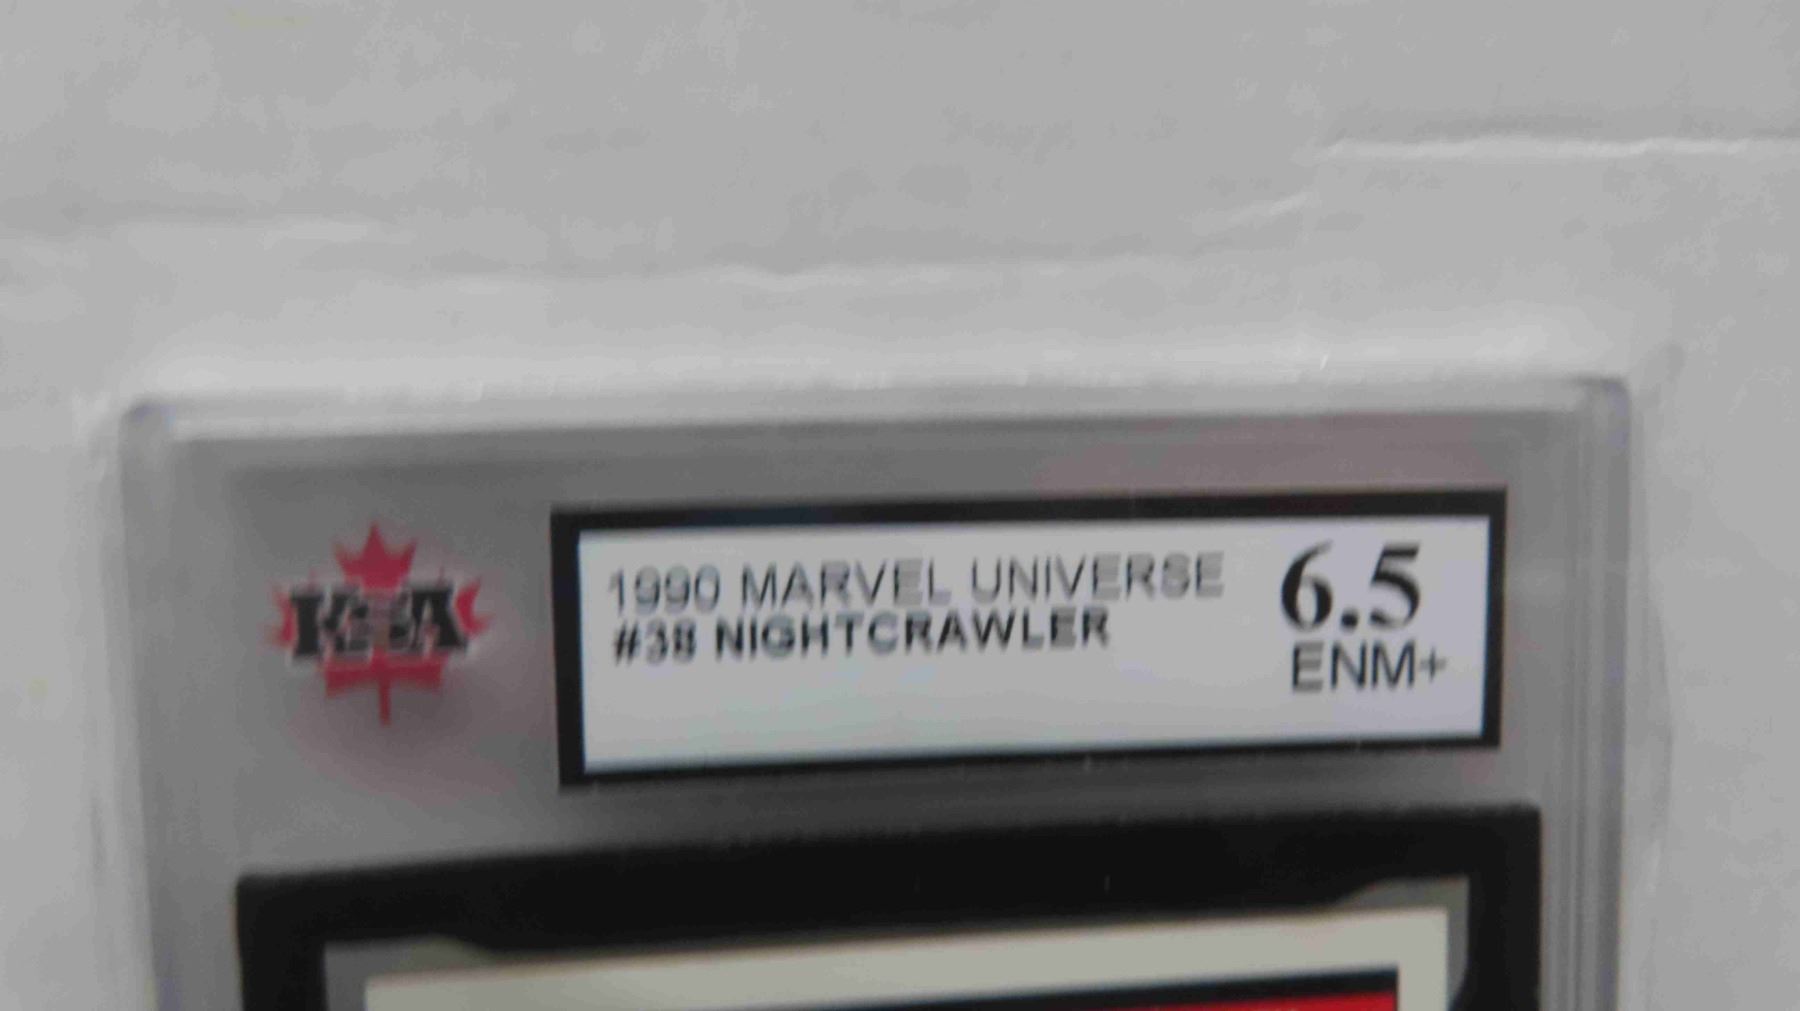 KSA
1990 MARVEL UNIVERSE
#38 NIGHTCRAWLER
6.5
ENM+